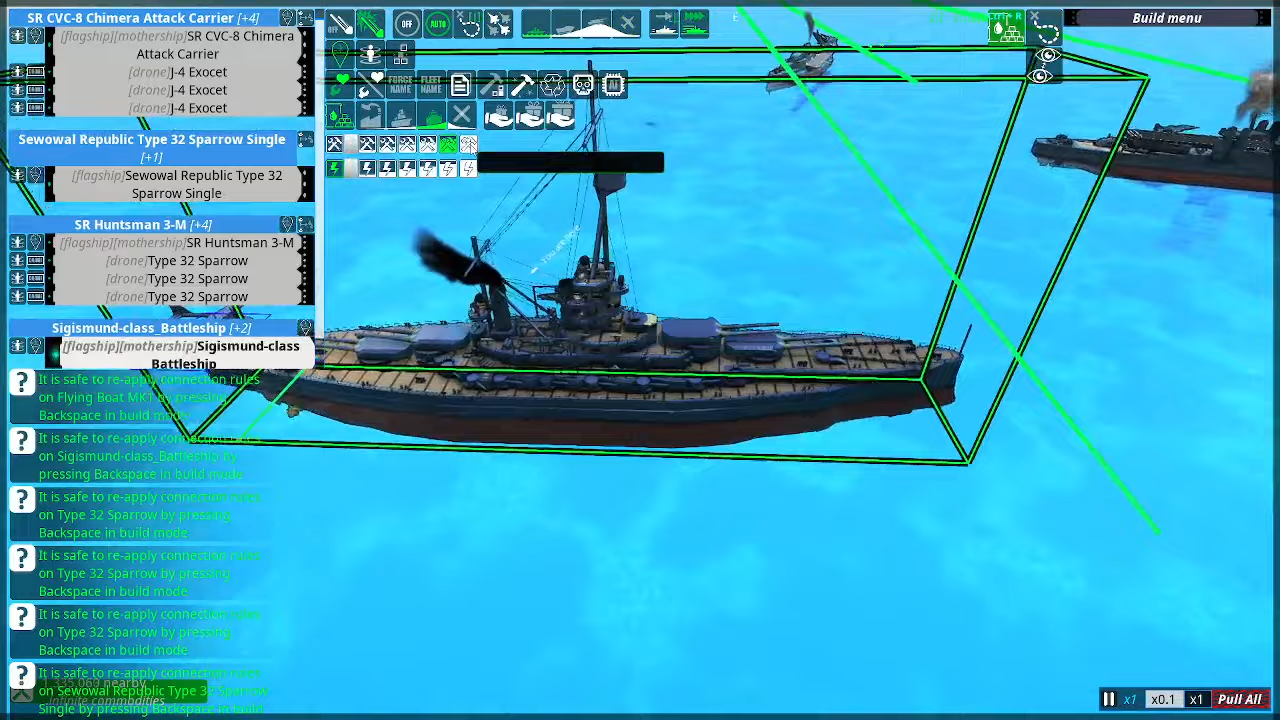 SR CVC-8 Chimera Attack Carrier [+4]
[flagship][mothership]SR CVC-8 Chimera
Attack Carrier
[drone]J-4 Exocet
[drone]J-4 Exocet
[drone]J-4 Exocet
Sewowal Republic Type 32 Sparrow Single
[+1]
[flagship]Sewowal Republic Type 32
Sparrow Single
SR Huntsman 3-M [+4]
[flagship][mothership]SR Huntsman 3-M
[drone]Type 32 Sparrow
[drone]Type 32 Sparrow
[drone]Type 32 Sparrow
Sigismund-class_Battleship [+2]
[flagship][mothership]Sigismund-class
Battleship
It is safe to re-apply connection rules
on Flying Boat MK1 by pressing
Backspace in build mode
It is safe to re-apply connection rules
on Sigismund-class_Battleship by
pressing Backspace in build mode
It is safe to re-apply connection rules
on Type 32 Sparrow by pressing
Backspace in build mode
It is safe to re-apply connection rules
on Type 32 Sparrow by pressing
Backspace in build mode
It is safe to re-apply connection rules
on Type 32 Sparrow by pressing
Backspace in build mode
It is safe to re-apply connection rules
on Sewowal Republic Type 32 Sparrow
Single by pressing Backspace in build
nearby
Infinite commodities
OFF
OFF
AUTO
FORCE
NAME
FLEET
NAME
AI
E
Build menu
x1
x0.1
x1
Pull All